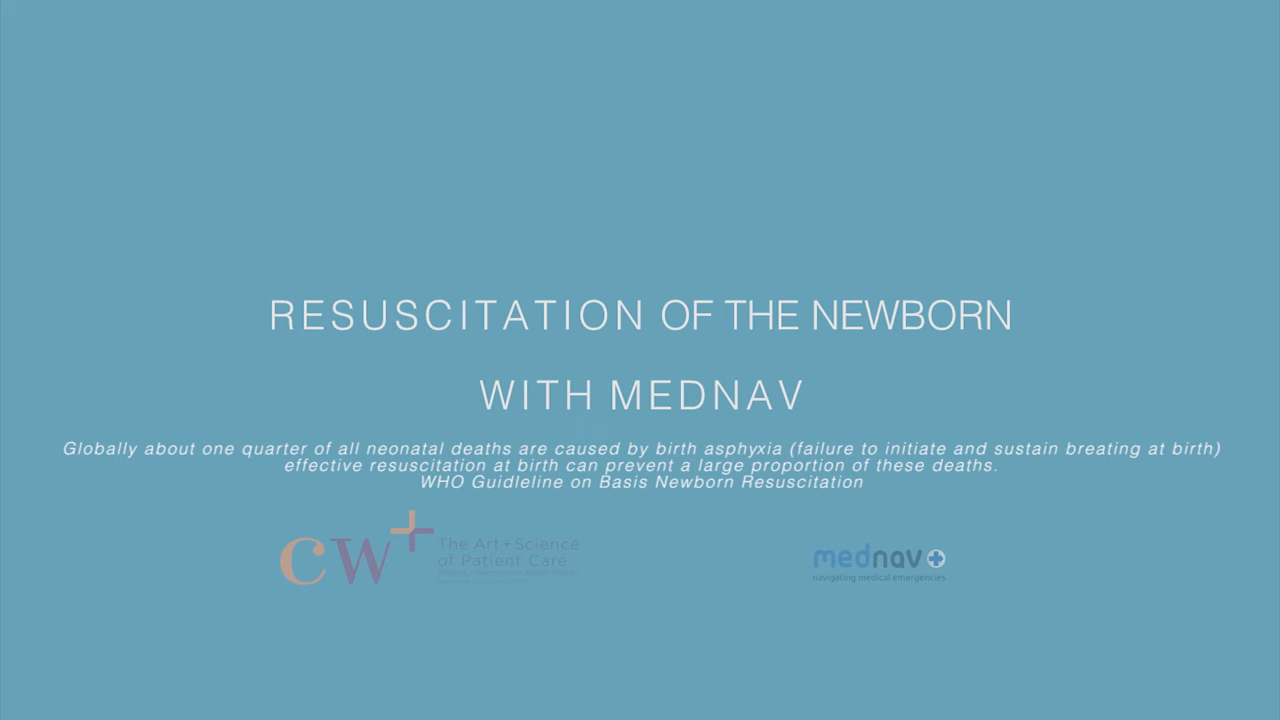 RESUSCITATION OF THE NEWBORN
WITH MEDNAV
Globally about one quarter of all neonatal deaths are caused by birth asphyxia (failure to initiate and sustain breating at birth)
effective resuscitation at birth can prevent a large proportion of these deaths.
WHO Guidleline on Basis Newborn Resuscitation
cw+
The Art+Science
of Patient Care
mednav
navigating medical emergencies